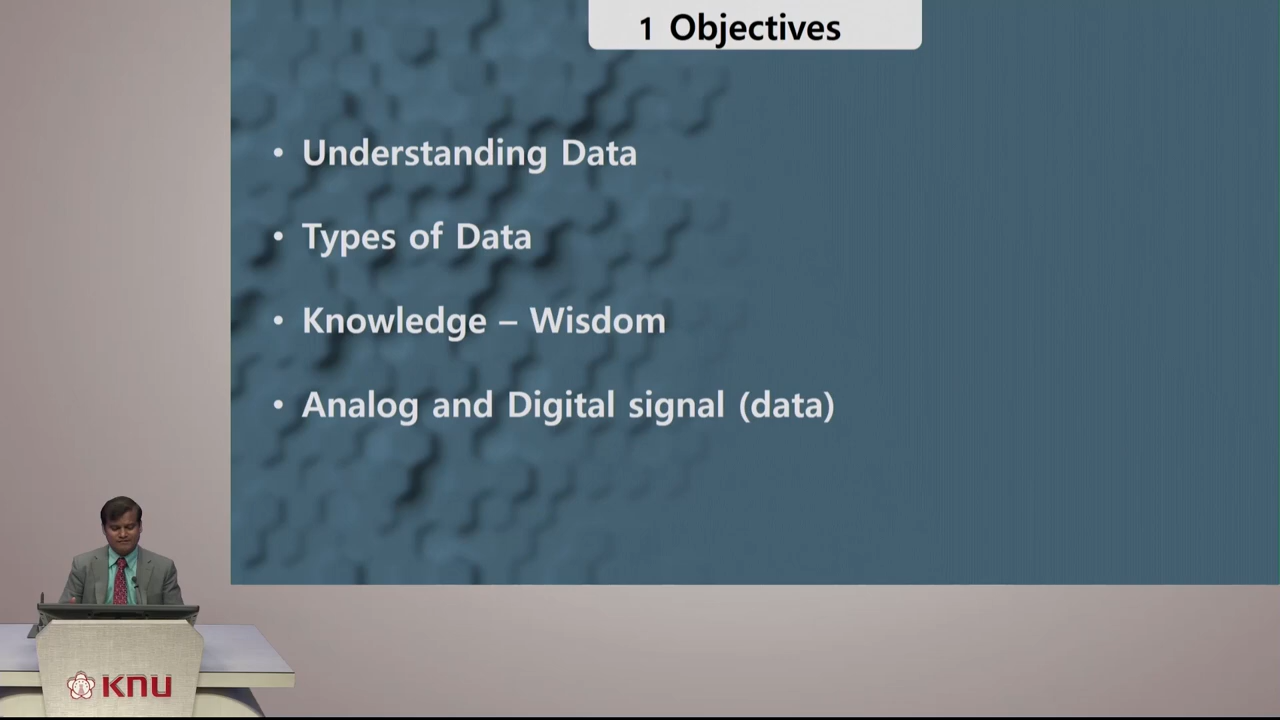 1 Objectives
• Understanding Data
• Types of Data
• Knowledge – Wisdom
• Analog and Digital signal (data)
KNU